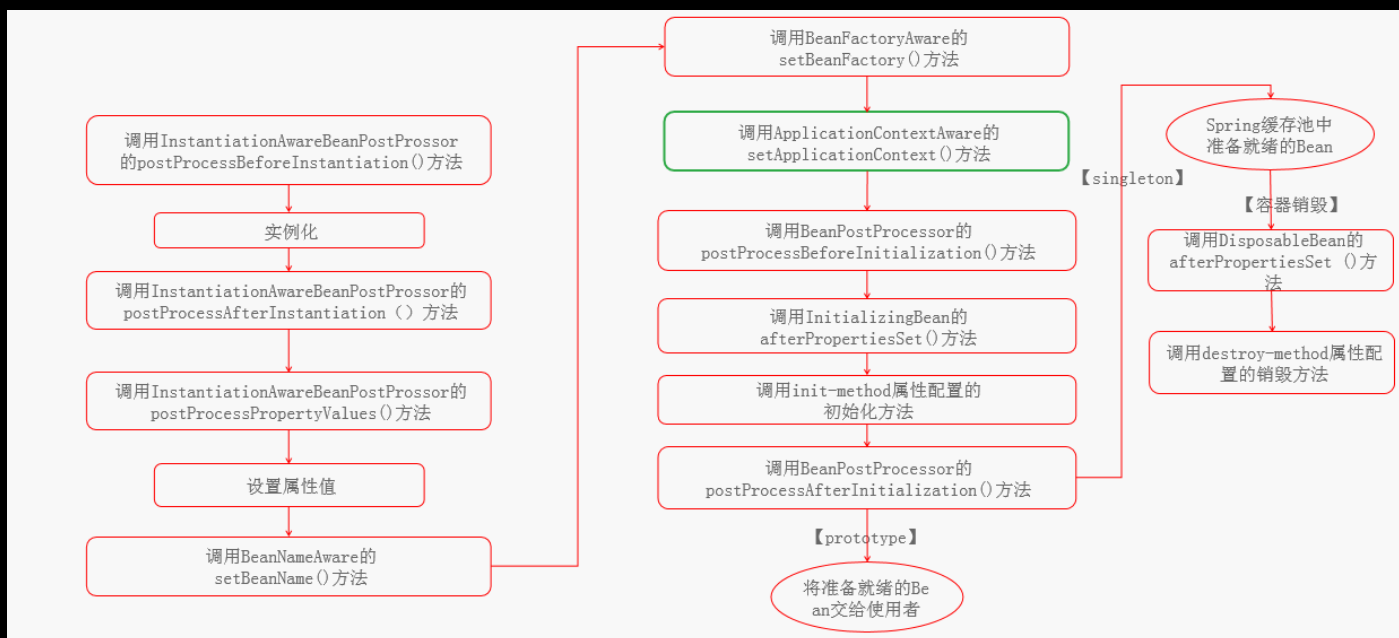 调用InstantiationAwareBeanPostProssor
的postProcessBeforeInstantiation()方法
实例化
调用InstantiationAwareBeanPostProssor的
postProcessAfterInstantiation（）方法
调用InstantiationAwareBeanPostProssor的
postProcessPropertyValues()方法
设置属性值
调用BeanNameAware的
setBeanName()方法
调用BeanFactoryAware的
setBeanFactory()方法
调用ApplicationContextAware的
setApplicationContext()方法
调用BeanPostProcessor的
postProcessBeforeInitialization()方法
调用InitializingBean的
afterPropertiesSet()方法
调用init-method属性配置的
初始化方法
调用BeanPostProcessor的
postProcessAfterInitialization()方法
【prototype】
将准备就绪的Be
an交给使用者
【singleton】
Spring缓存池中
准备就绪的Bean
【容器销毁】
调用DisposableBean的
afterPropertiesSet ()方
法
调用destroy-method属性配
置的销毁方法